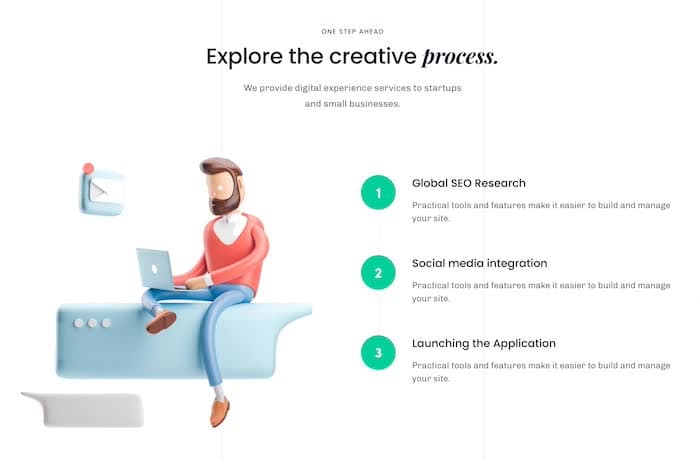 ONE STEP AHEAD
Explore the creative process.
We provide digital experience services to startups
and small businesses.
1
Global SEO Research
Practical tools and features make it easier to build and manage
your site.
2
Social media integration
Practical tools and features make it easier to build and manage
your site.
3
Launching the Application
Practical tools and features make it easier to build and manage
your site.